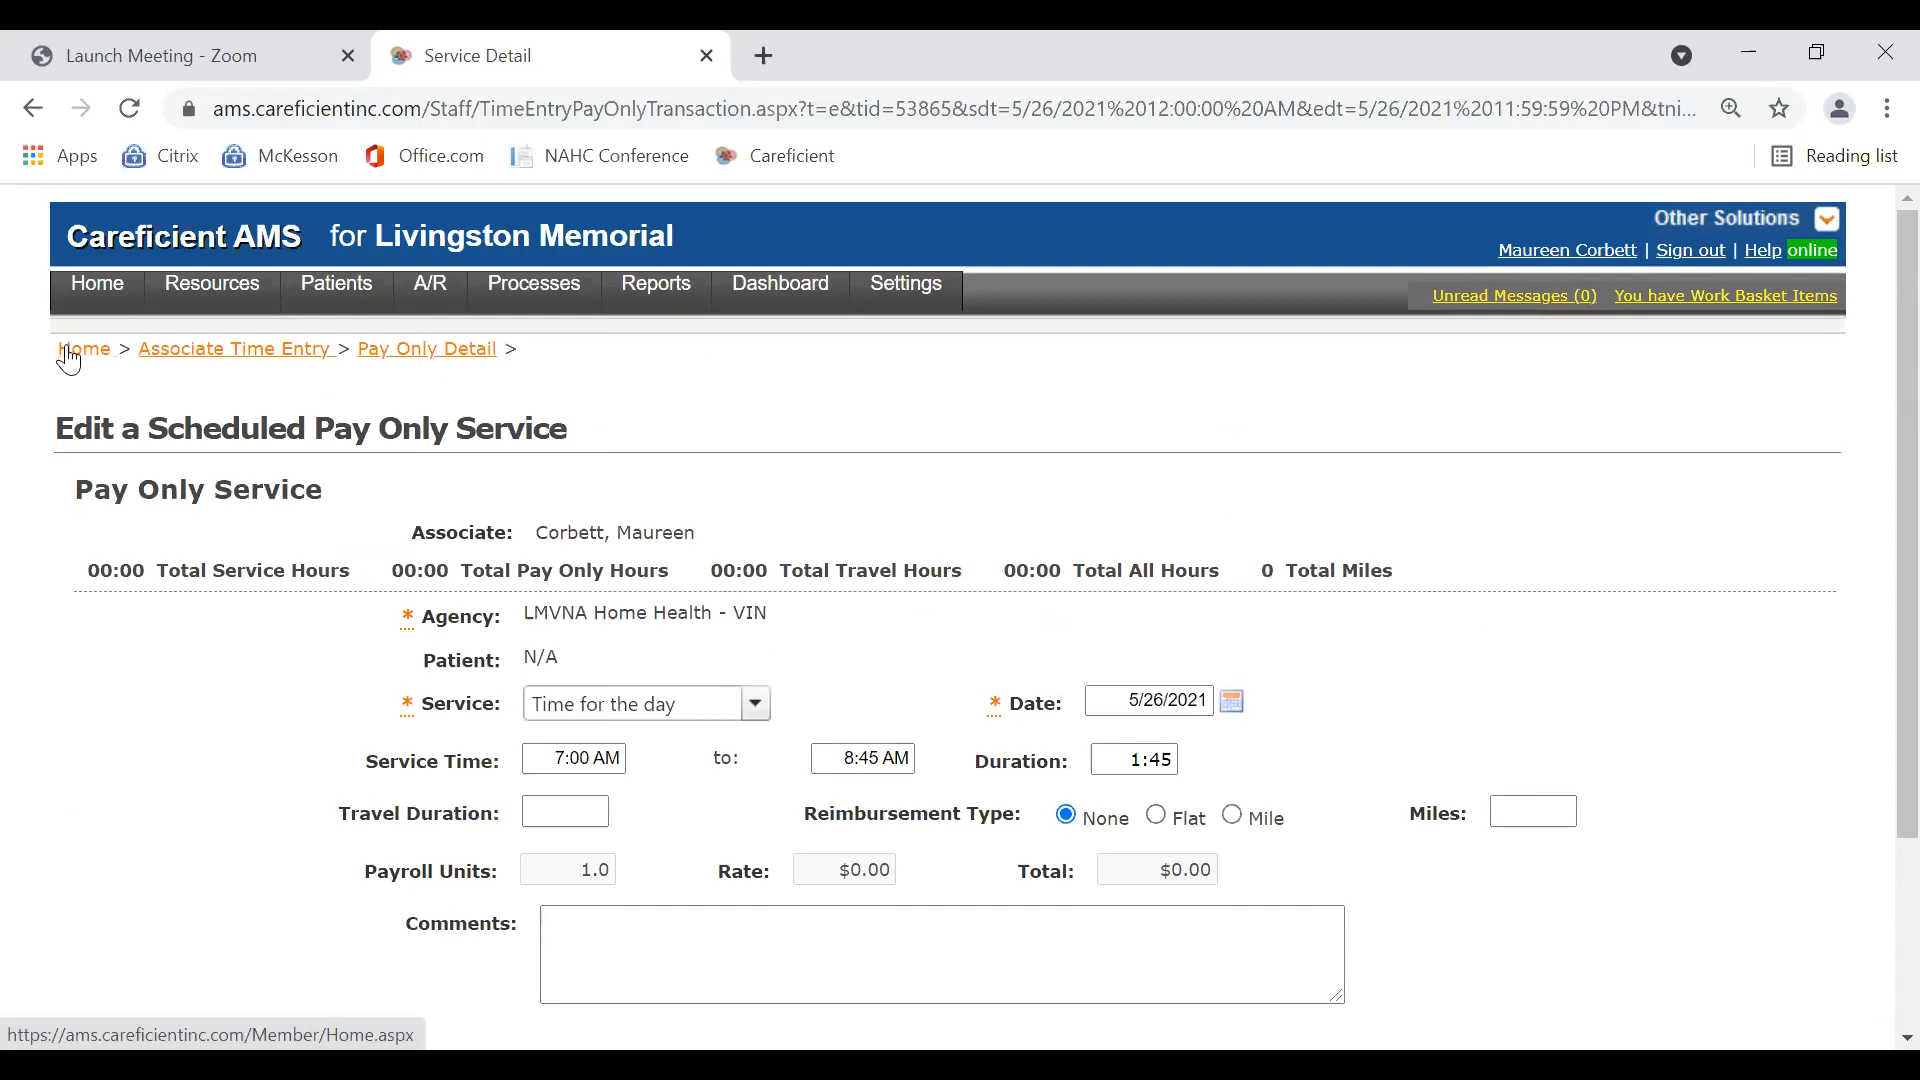 Launch Meeting - Zoom
Service Detail
ams.careficientinc.com/Staff/TimeEntryPayOnlyTransaction.aspx?t=e&tid=53865&sdt=5/26/2021%2012:00:00%20AM&edt=5/26/2021%2011:59:59%20PM&tni...
Apps Citrix McKesson Office.com NAHC Conference Careficient Reading list
Careficient AMS for Livingston Memorial
Other Solutions
Maureen Corbett | Sign out | Help online
Home Resources Patients A/R Processes Reports Dashboard Settings
Unread Messages (0) You have Work Basket Items
Home > Associate Time Entry > Pay Only Detail >
Edit a Scheduled Pay Only Service
Pay Only Service
Associate: Corbett, Maureen
00:00 Total Service Hours 00:00 Total Pay Only Hours 00:00 Total Travel Hours 00:00 Total All Hours 0 Total Miles
* Agency: LMVNA Home Health - VIN
Patient: N/A
* Service: Time for the day * Date: 5/26/2021
Service Time: 7:00 AM to: 8:45 AM Duration: 1:45
Travel Duration: Reimbursement Type: None Flat Mile Miles:
Payroll Units: 1.0 Rate: $0.00 Total: $0.00
Comments:
https://ams.careficientinc.com/Member/Home.aspx